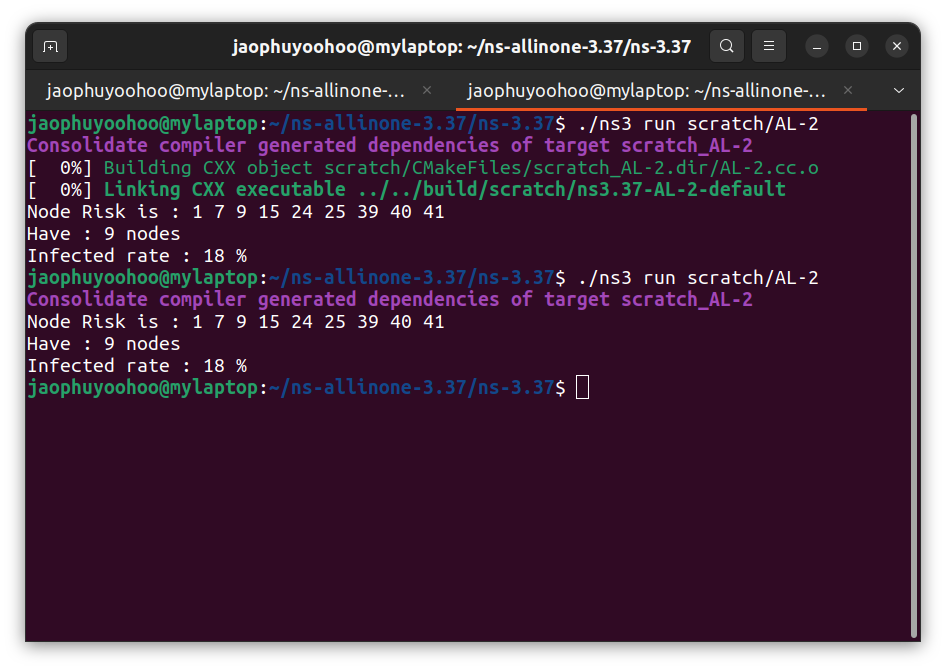 jaophuyoohoo@mylaptop: ~/ns-allinone-3.37/ns-3.37
jaophuyoohoo@mylaptop: ~/ns-allinone-... × jaophuyoohoo@mylaptop: ~/ns-allinone-... ×
jaophuyoohoo@mylaptop:~/ns-allinone-3.37/ns-3.37$ ./ns3 run scratch/AL-2
Consolidate compiler generated dependencies of target scratch_AL-2
[  0%] Building CXX object scratch/CMakeFiles/scratch_AL-2.dir/AL-2.cc.o
[  0%] Linking CXX executable ../../build/scratch/ns3.37-AL-2-default
Node Risk is : 1 7 9 15 24 25 39 40 41
Have : 9 nodes
Infected rate : 18 %
jaophuyoohoo@mylaptop:~/ns-allinone-3.37/ns-3.37$ ./ns3 run scratch/AL-2
Consolidate compiler generated dependencies of target scratch_AL-2
Node Risk is : 1 7 9 15 24 25 39 40 41
Have : 9 nodes
Infected rate : 18 %
jaophuyoohoo@mylaptop:~/ns-allinone-3.37/ns-3.37$